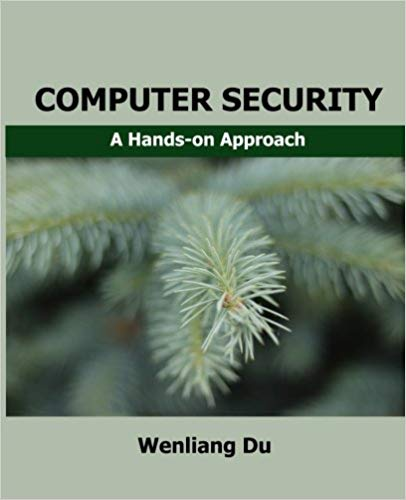 COMPUTER SECURITY
A Hands-on Approach
Wenliang Du